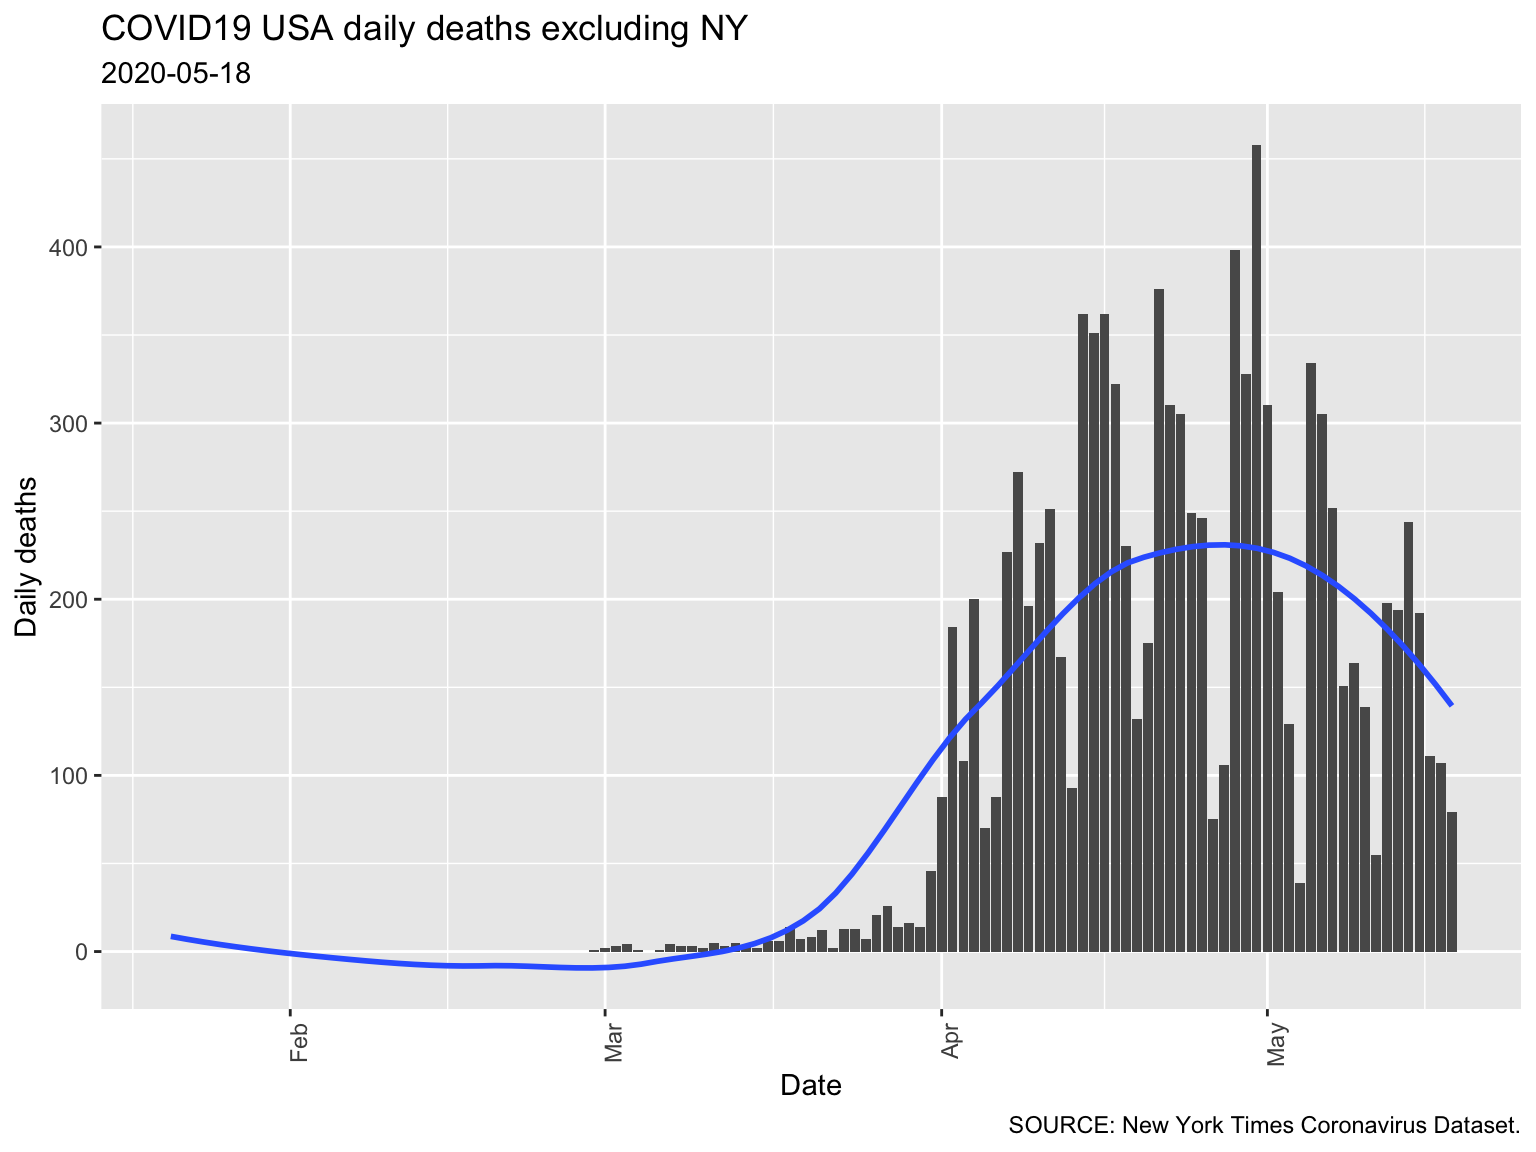 COVID19 USA daily deaths excluding NY
2020-05-18
Daily deaths
400
300
200
100
0
Feb
Mar
Apr
May
Date
SOURCE: New York Times Coronavirus Dataset.